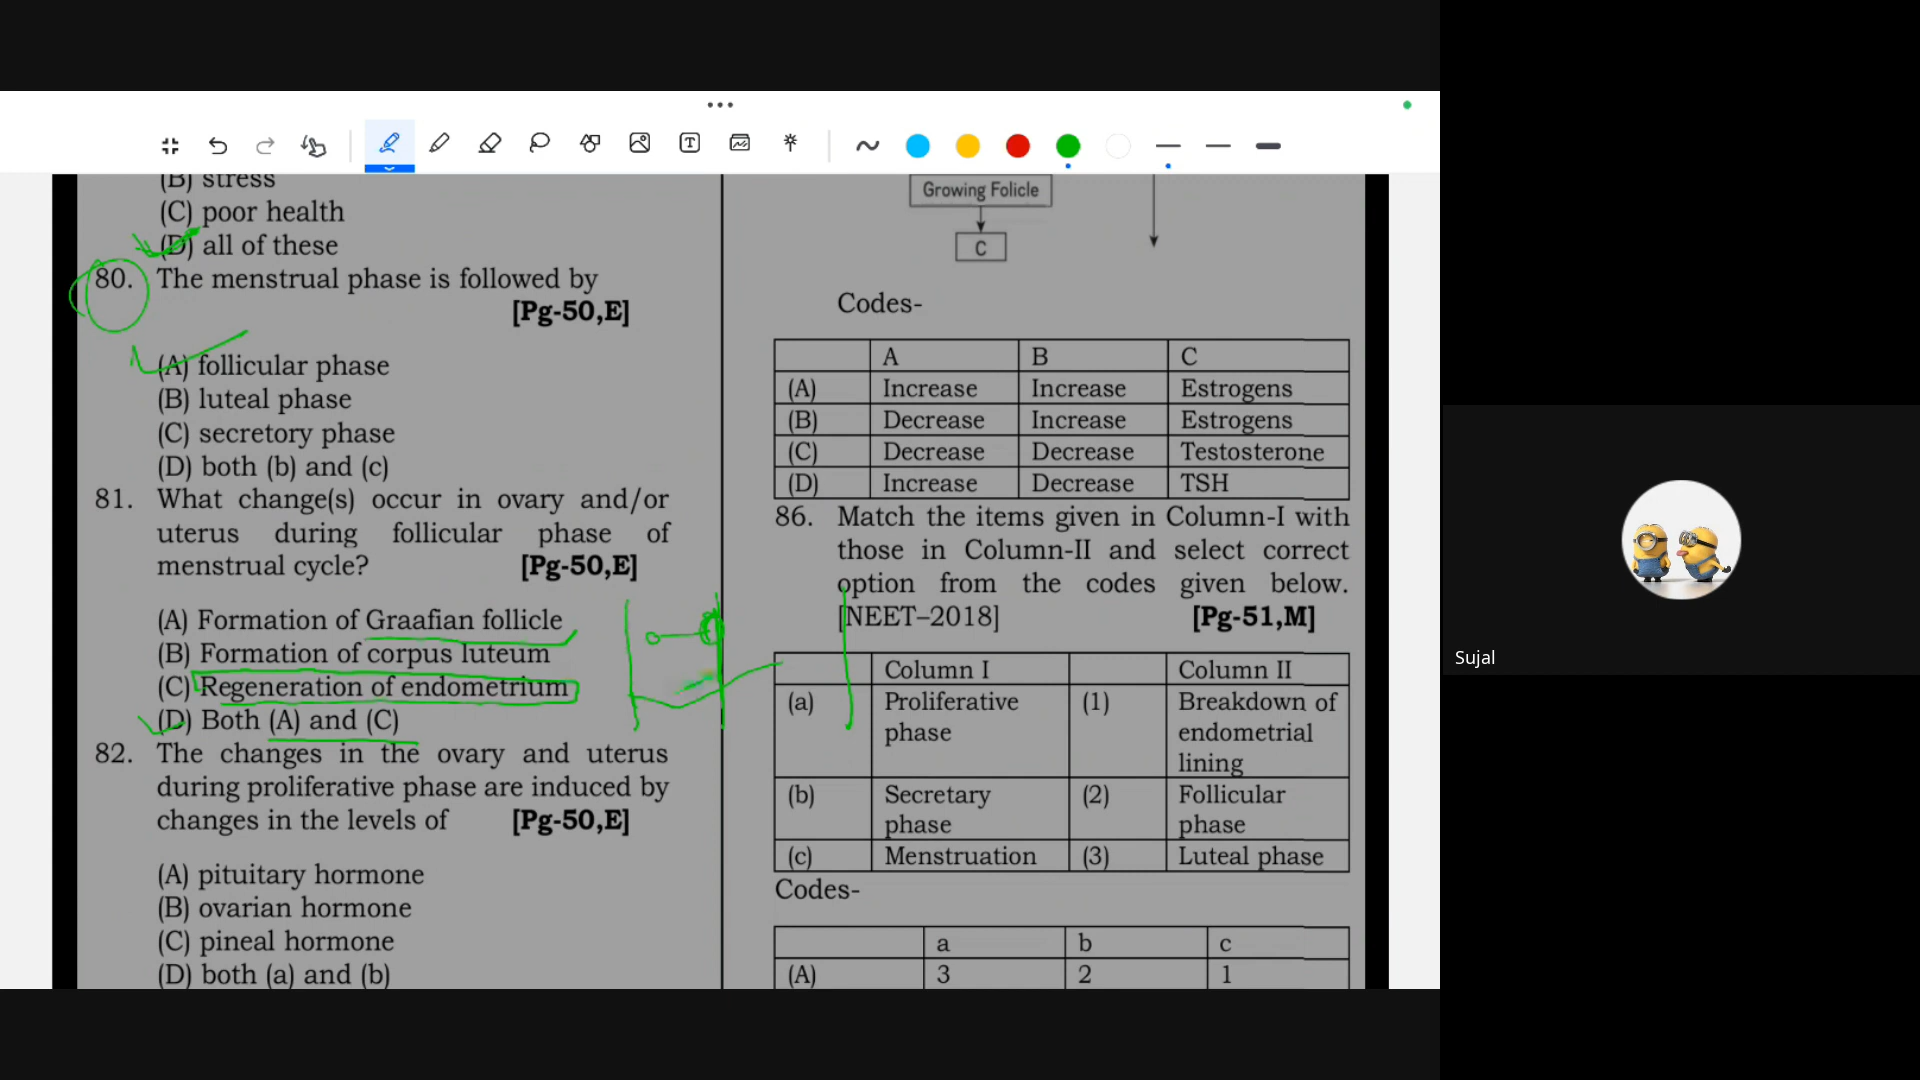 (B) stress
(C) poor health
(D) all of these
80. The menstrual phase is followed by
[Pg-50,E]
(A) follicular phase
(B) luteal phase
(C) secretory phase
(D) both (b) and (c)
81. What change(s) occur in ovary and/or
uterus during follicular phase of
menstrual cycle? [Pg-50,E]
(A) Formation of Graafian follicle
(B) Formation of corpus luteum
(C) Regeneration of endometrium
(D) Both (A) and (C)
82. The changes in the ovary and uterus
during proliferative phase are induced by
changes in the levels of [Pg-50,E]
(A) pituitary hormone
(B) ovarian hormone
(C) pineal hormone
(D) both (a) and (b)
Growing Folicle
C
Codes-
A B C
(A) Increase Increase Estrogens
(B) Decrease Increase Estrogens
(C) Decrease Decrease Testosterone
(D) Increase Decrease TSH
86. Match the items given in Column-I with
those in Column-II and select correct
option from the codes given below.
[NEET–2018] [Pg-51,M]
Column I Column II
(a) Proliferative phase (1) Breakdown of endometrial lining
(b) Secretary phase (2) Follicular phase
(c) Menstruation (3) Luteal phase
Codes-
a b c
(A) 3 2 1
Sujal